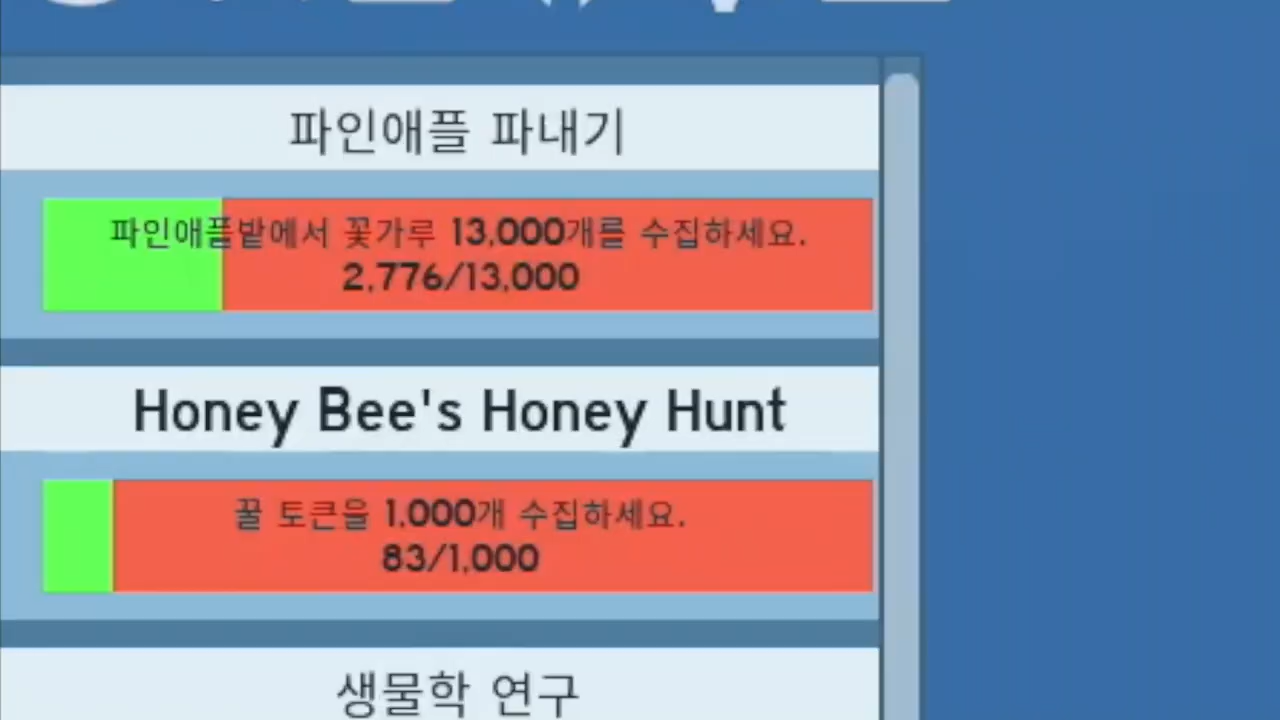 파인애플 파내기
파인애플밭에서 꽃가루 13,000개를 수집하세요.
2,776/13,000
Honey Bee's Honey Hunt
꿀 토큰을 1,000개 수집하세요.
83/1,000
생물학 연구